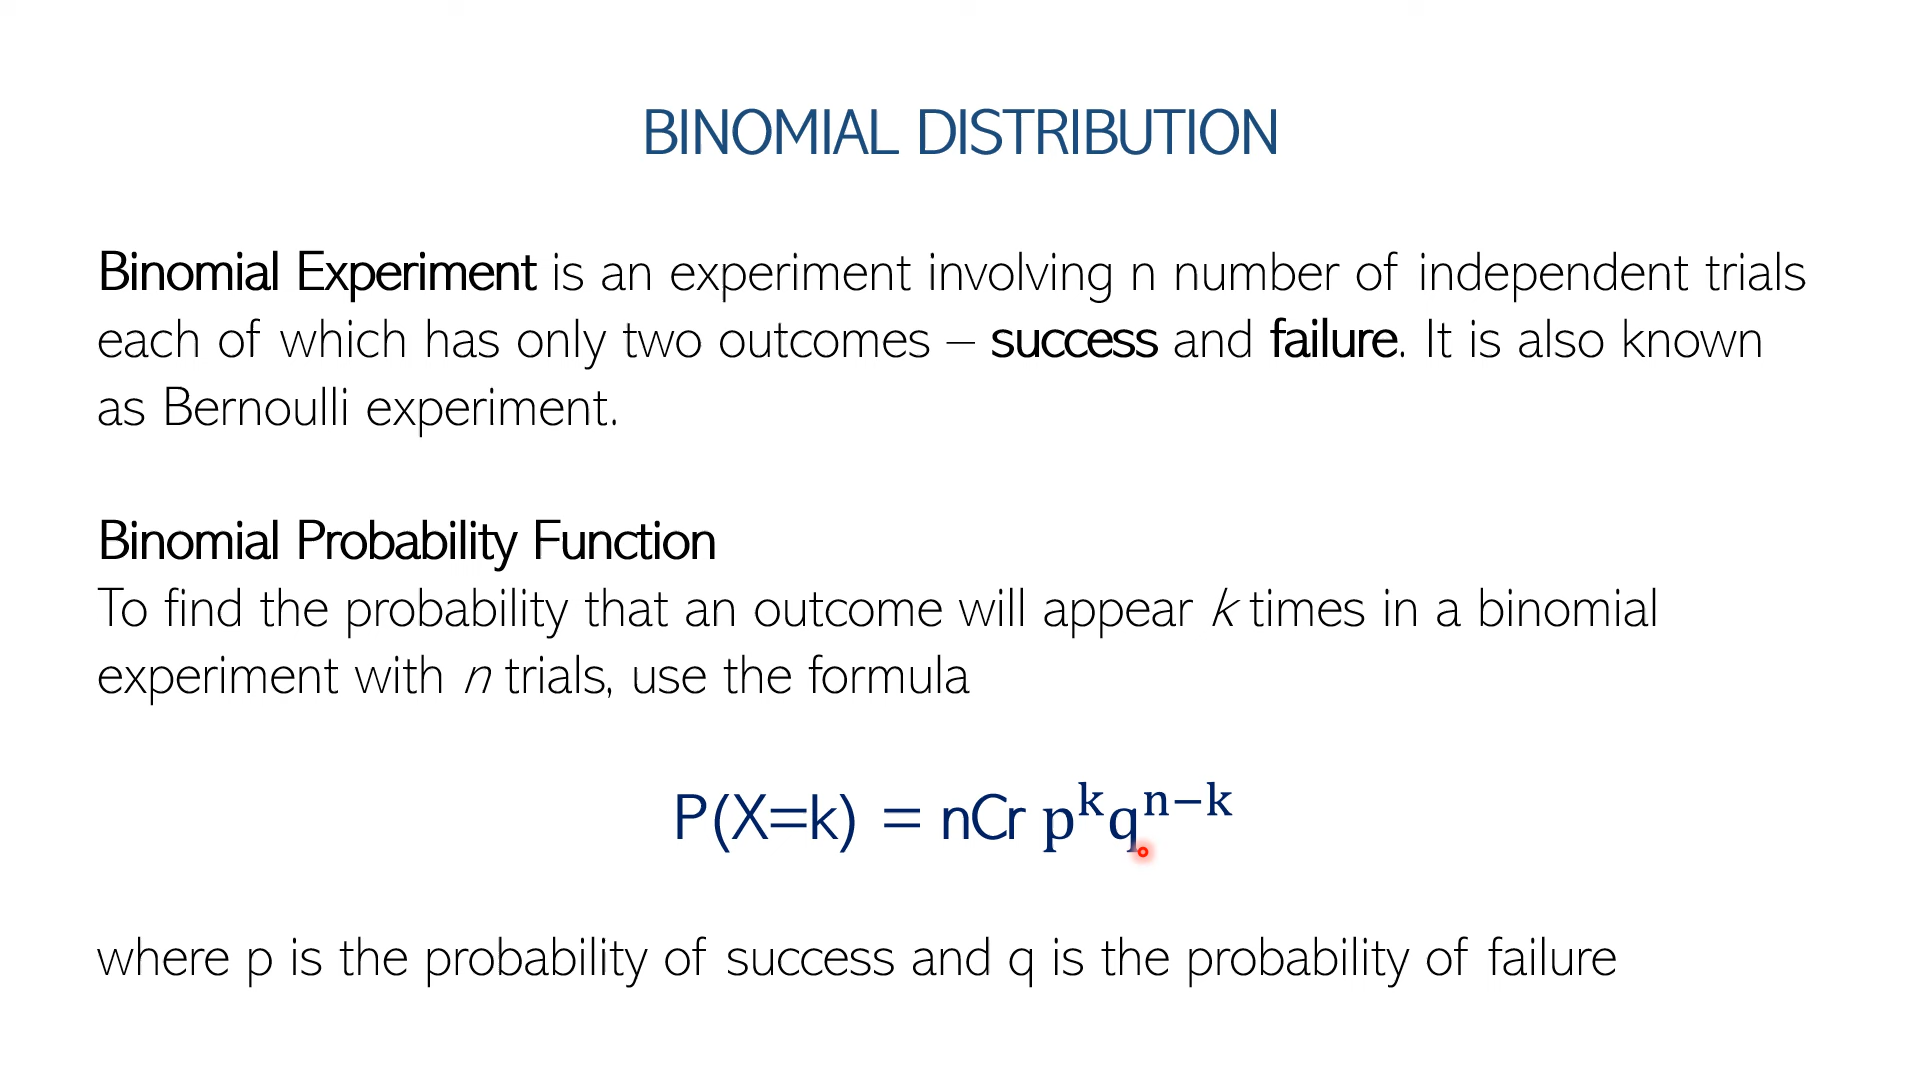 BINOMIAL DISTRIBUTION
Binomial Experiment is an experiment involving n number of independent trials
each of which has only two outcomes – success and failure. It is also known
as Bernoulli experiment.
Binomial Probability Function
To find the probability that an outcome will appear k times in a binomial
experiment with n trials, use the formula
P(X=k) = nCr p^k q^{n−k}
where p is the probability of success and q is the probability of failure